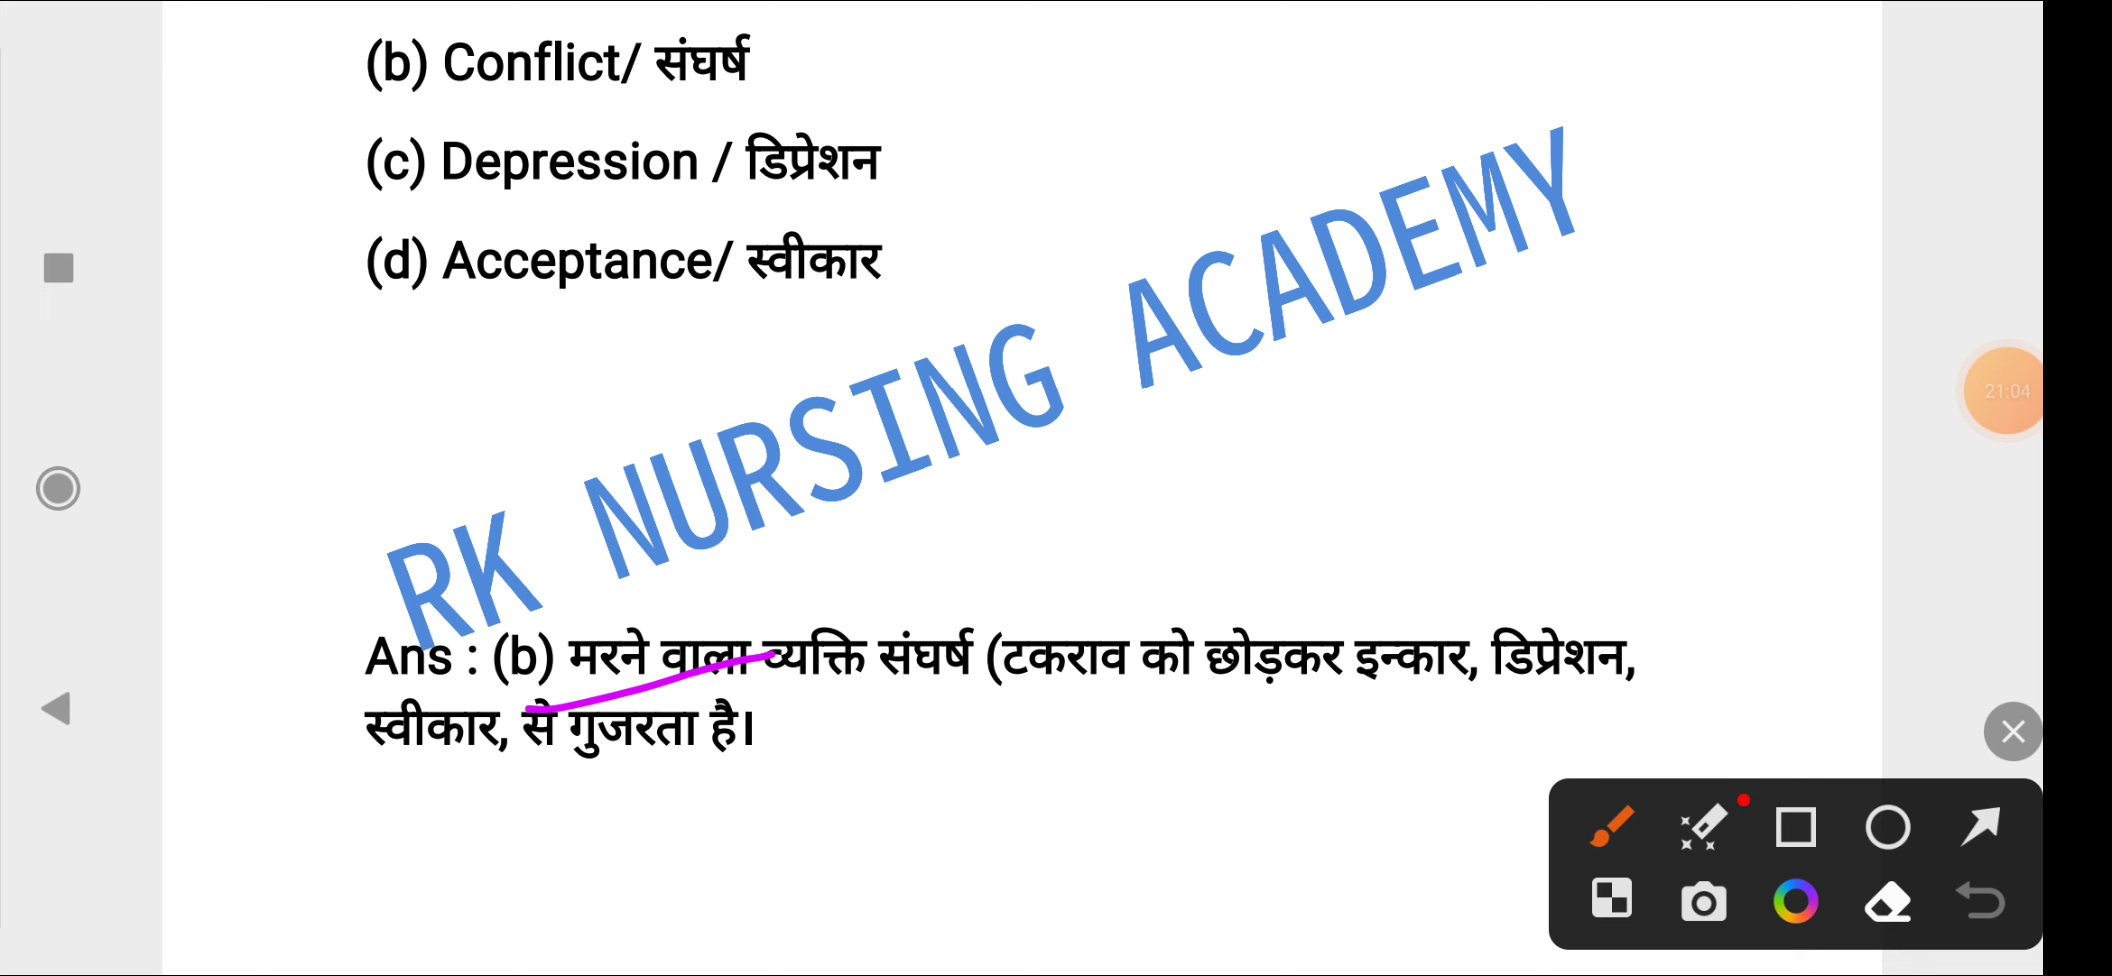 (b) Conflict/ संघर्ष
(c) Depression / डिप्रेशन
(d) Acceptance/ स्वीकार
RK NURSING ACADEMY
21:04
Ans : (b) मरने वाला व्यक्ति संघर्ष (टकराव को छोड़कर इन्कार, डिप्रेशन,
स्वीकार, से गुजरता है।